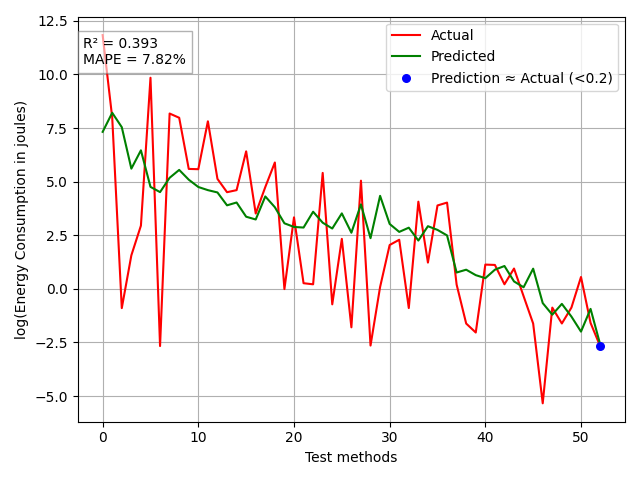 R² = 0.393
MAPE = 7.82%
Actual
Predicted
Prediction ≈ Actual (<0.2)
log(Energy Consumption in joules)
12.5
10.0
7.5
5.0
2.5
0.0
−2.5
−5.0
0 10 20 30 40 50
Test methods